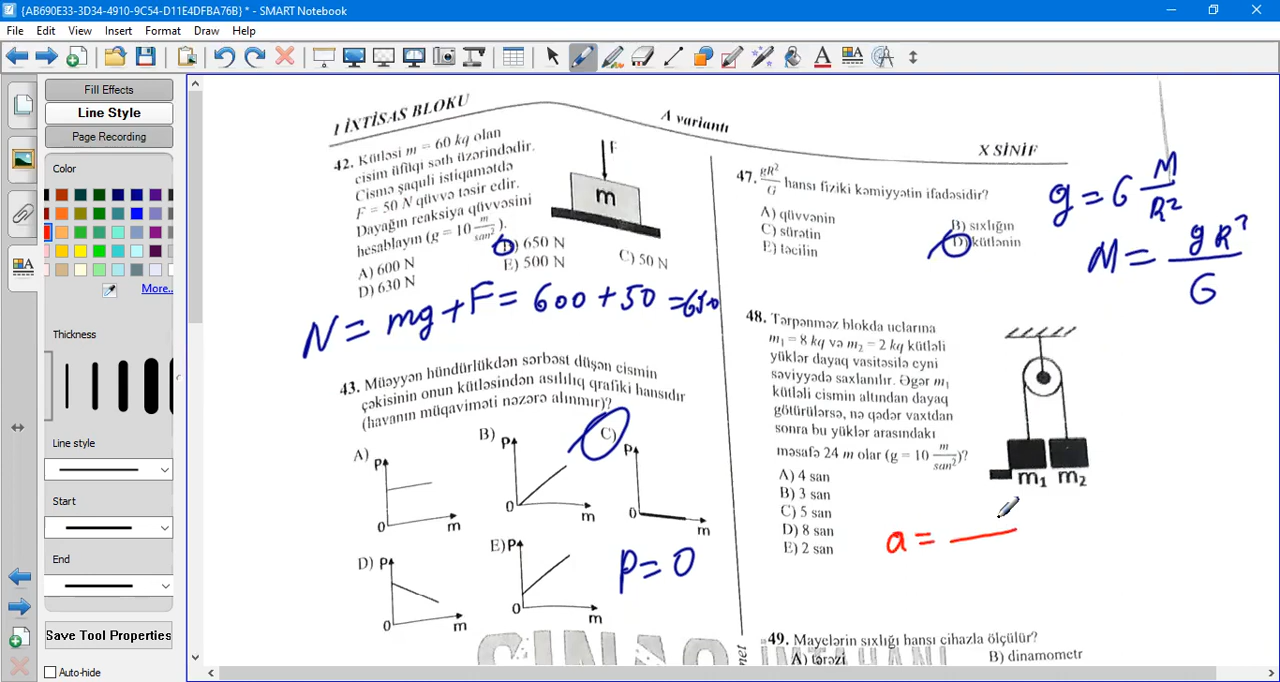 {AB690E33-3D34-4910-9C54-D11E4DFBA76B} * - SMART Notebook
File Edit View Insert Format Draw Help
Fill Effects
Line Style
Page Recording
Color
More..
Thickness
Line style
Start
End
Save Tool Properties
Auto-hide
I İXTİSAS BLOKU
A variantı
X SİNİF
42. Kütləsi m = 60 kq olan
cisim üfüqi səth üzərindədir.
Cismə şaquli istiqamətdə
F = 50 N qüvvə təsir edir.
Dayağın reaksiya qüvvəsini
hesablayın (g = 10 m/san²).
A) 600 N
B) 650 N
C) 50 N
D) 630 N
E) 500 N
F
m
N = mg + F = 600 + 50 = 650
43. Müəyyən hündürlükdən sərbəst düşən cismin
çəkisinin onun kütləsindən asılılıq qrafiki hansıdır
(havanın müqaviməti nəzərə alınmır)?
A) P 0 m
B) P 0 m
C) P 0 m
D) P 0 m
E) P 0 m
P = 0
47. gR²/G hansı fiziki kəmiyyətin ifadəsidir?
A) qüvvənin
B) sıxlığın
C) sürətin
D) kütlənin
E) təcilin
g = G M/R²
M = gR²/G
48. Tərpənməz blokda uclarına
m₁ = 8 kq və m₂ = 2 kq kütləli
yüklər dayaq vasitəsilə eyni
səviyyədə saxlanılır. Əgər m₁
kütləli cismin altından dayaq
götürülərsə, nə qədər vaxtdan
sonra bu yüklər arasındakı
məsafə 24 m olar (g = 10 m/san²)?
A) 4 san
B) 3 san
C) 5 san
D) 8 san
E) 2 san
m₁ m₂
a =
49. Mayelərin sıxlığı hansı cihazla ölçülür?
A) tərəzi
B) dinamometr
SINAQ İMTAHANI